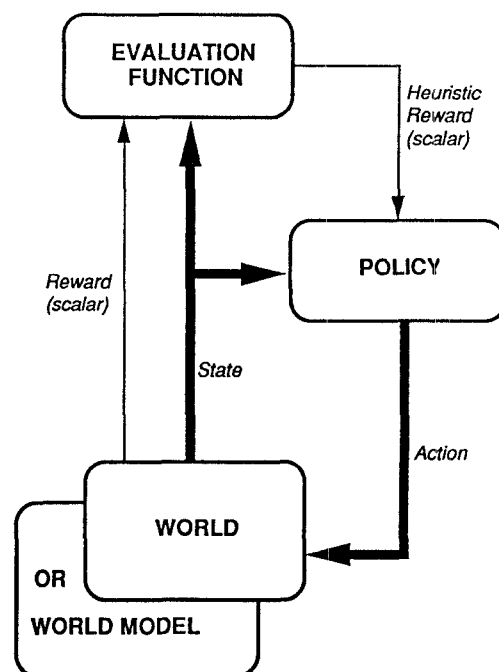 EVALUATION
FUNCTION
Heuristic
Reward
(scalar)
POLICY
Reward
(scalar)
State
Action
WORLD
OR
WORLD MODEL